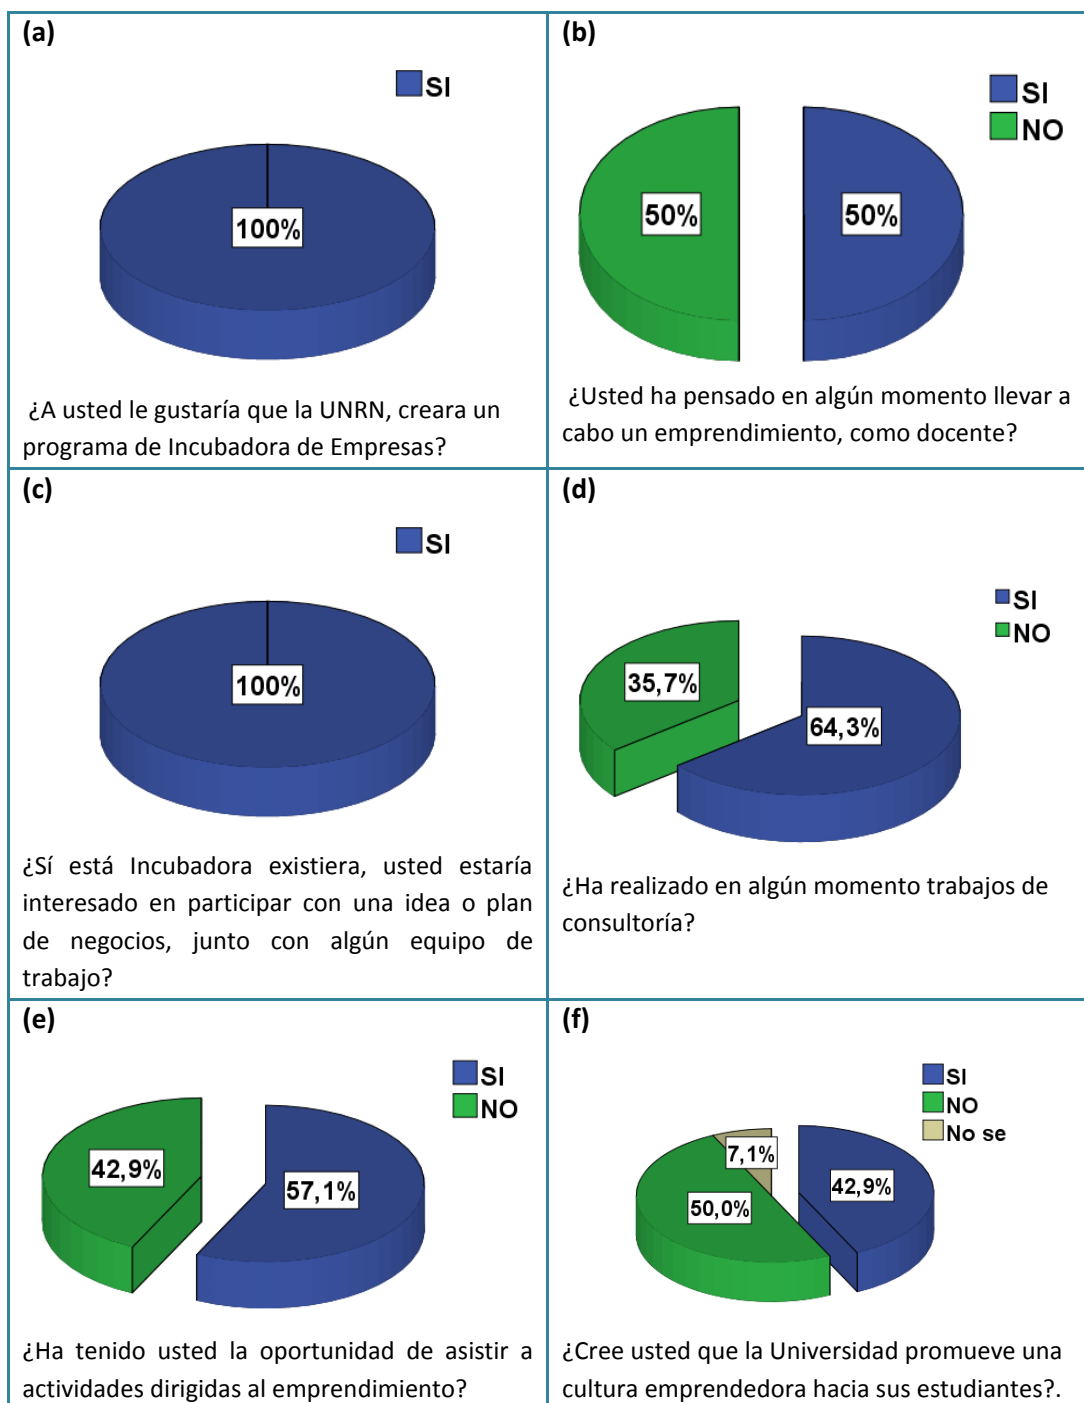 (a)
SI
100%
¿A usted le gustaría que la UNRN, creara un
programa de Incubadora de Empresas?
(b)
SI
NO
50%
50%
¿Usted ha pensado en algún momento llevar a
cabo un emprendimiento, como docente?
(c)
SI
100%
¿Sí está Incubadora existiera, usted estaría
interesado en participar con una idea o plan
de negocios, junto con algún equipo de
trabajo?
(d)
SI
NO
35,7%
64,3%
¿Ha realizado en algún momento trabajos de
consultoría?
(e)
SI
NO
42,9%
57,1%
¿Ha tenido usted la oportunidad de asistir a
actividades dirigidas al emprendimiento?
(f)
SI
NO
No se
7,1%
42,9%
50,0%
¿Cree usted que la Universidad promueve una
cultura emprendedora hacia sus estudiantes?.